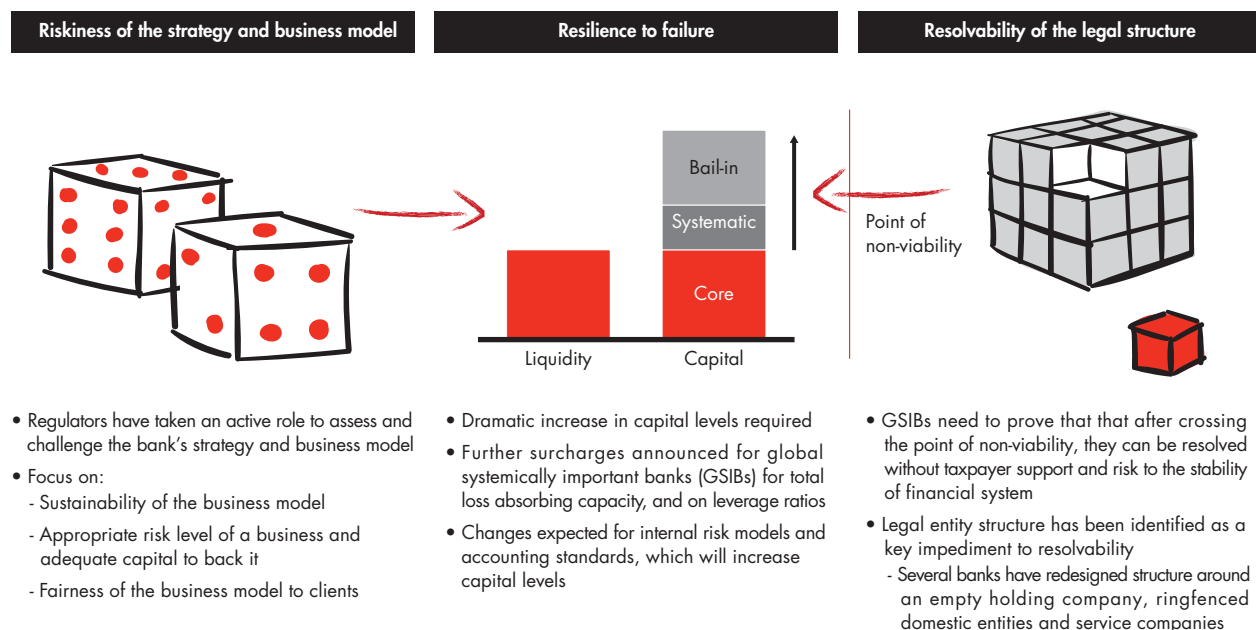 Riskiness of the strategy and business model
Resilience to failure
Resolvability of the legal structure
Bail-in
Systematic
Core
Liquidity
Capital
Point of
non-viability
• Regulators have taken an active role to assess and
challenge the bank's strategy and business model
• Focus on:
- Sustainability of the business model
- Appropriate risk level of a business and
adequate capital to back it
- Fairness of the business model to clients
• Dramatic increase in capital levels required
• Further surcharges announced for global
systemically important banks (GSIBs) for total
loss absorbing capacity, and on leverage ratios
• Changes expected for internal risk models and
accounting standards, which will increase
capital levels
• GSIBs need to prove that that after crossing
the point of non-viability, they can be resolved
without taxpayer support and risk to the stability
of financial system
• Legal entity structure has been identified as a
key impediment to resolvability
- Several banks have redesigned structure around
an empty holding company, ringfenced
domestic entities and service companies